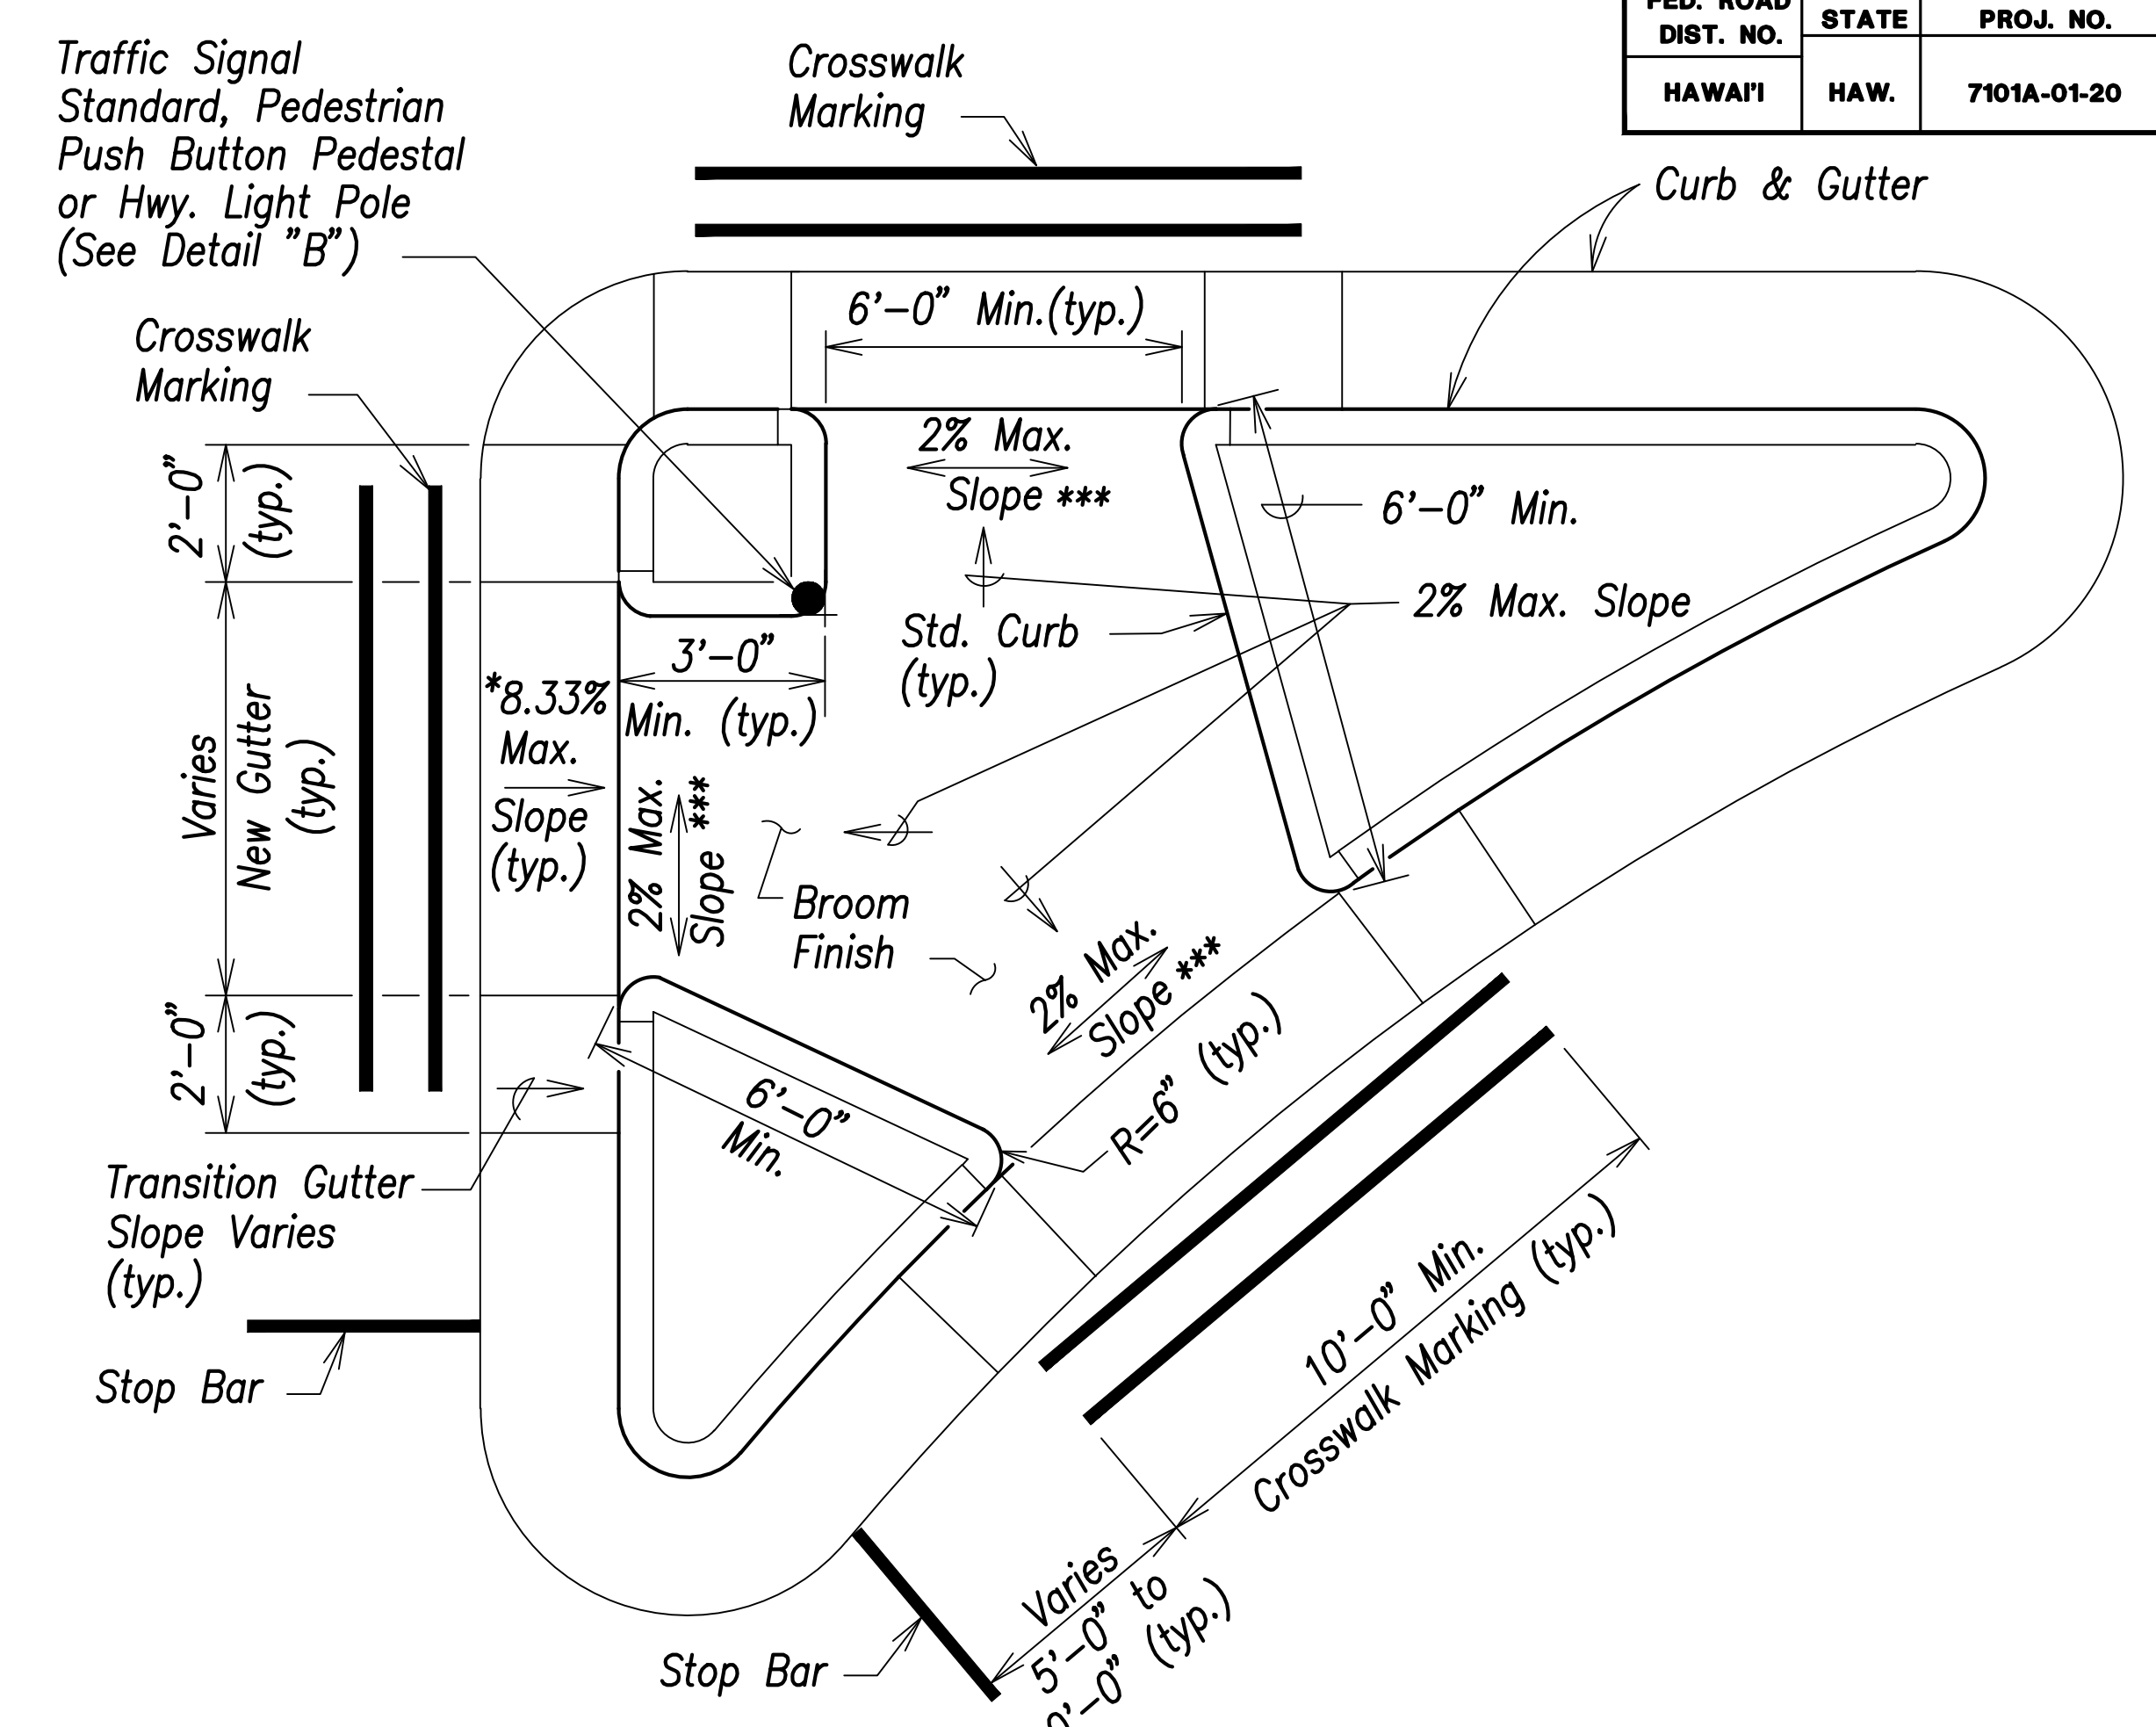 FED. ROAD
DIST. NO.
STATE
PROJ. NO.
HAWAI'I
HAW.
7101A-01-20
Traffic Signal
Standard, Pedestrian
Push Button Pedestal
or Hwy. Light Pole
(See Detail "B")
Crosswalk
Marking
Curb & Gutter
Crosswalk
Marking
6'-0" Min.(typ.)
2% Max.
Slope ***
6'-0" Min.
2% Max. Slope
Std. Curb
(typ.)
2'-0"
(typ.)
3'-0"
Min. (typ.)
*8.33%
Max.
Slope
(typ.)
Varies
New Gutter
(typ.)
2% Max.
Slope ***
Broom
Finish
2% Max.
Slope ***
R=6" (typ.)
2'-0"
(typ.)
6'-0"
Min.
Transition Gutter
Slope Varies
(typ.)
Stop Bar
10'-0" Min.
Crosswalk Marking (typ.)
Varies
5'-0" to
0'-0" (typ.)
Stop Bar